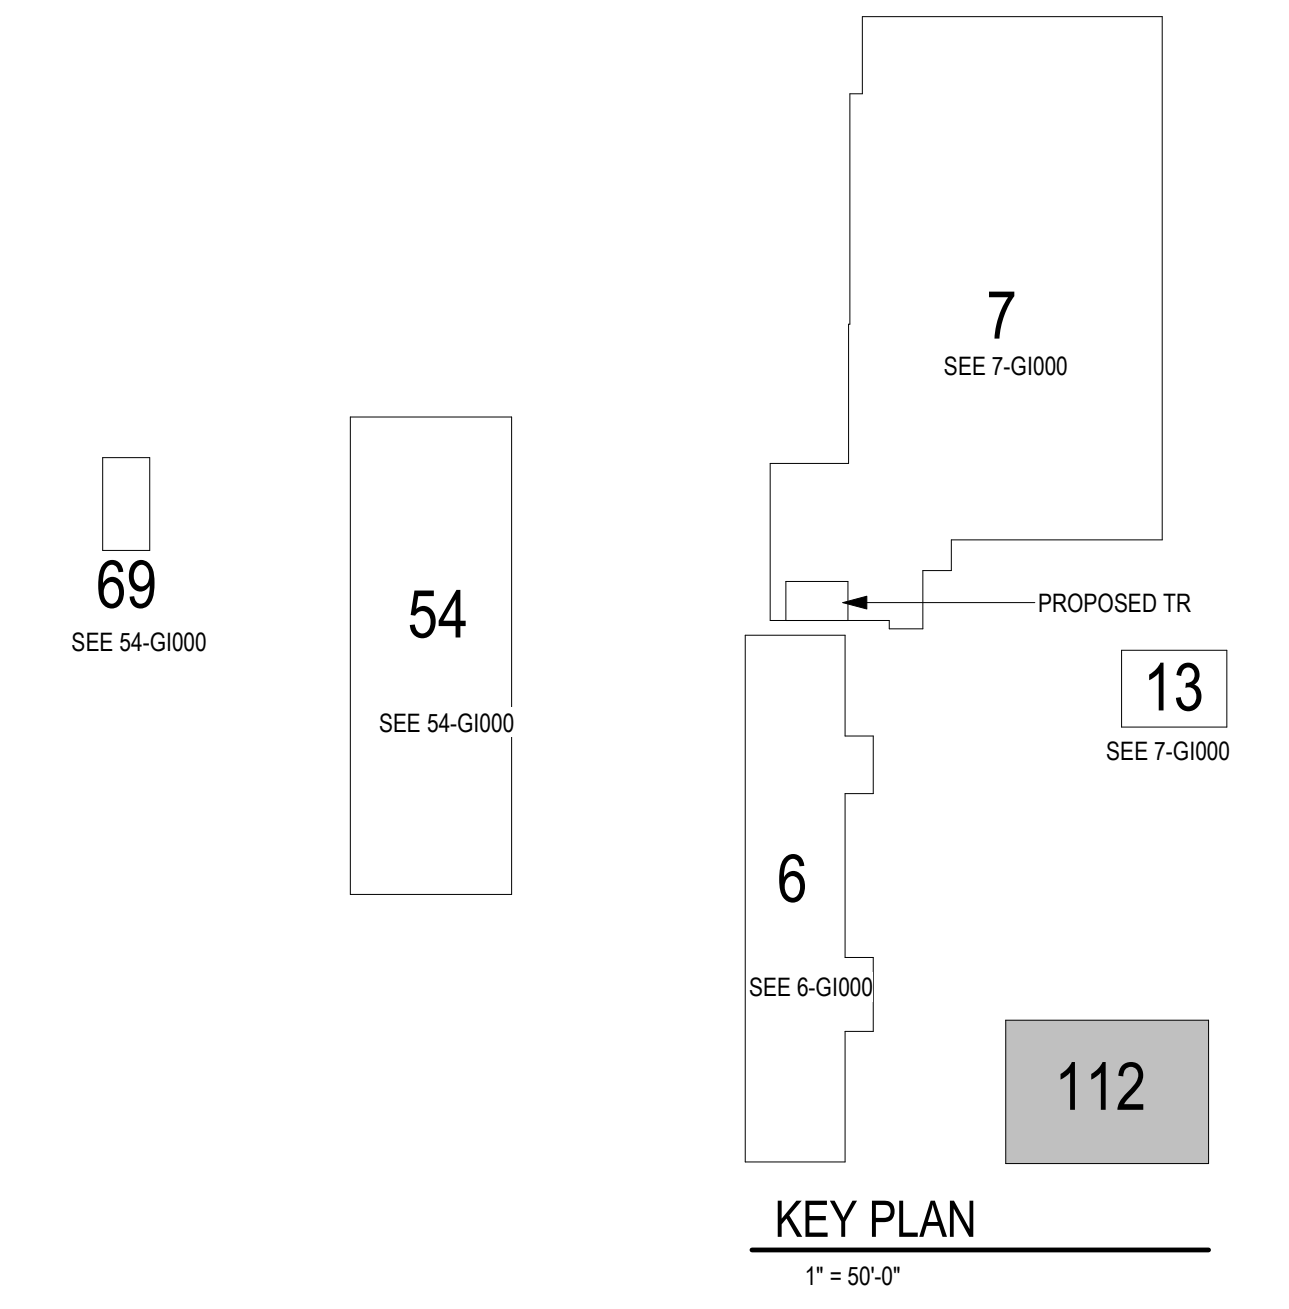 7
SEE 7-GI000
69
SEE 54-GI000
54
SEE 54-GI000
PROPOSED TR
13
SEE 7-GI000
6
SEE 6-GI000
112
KEY PLAN
1" = 50'-0"